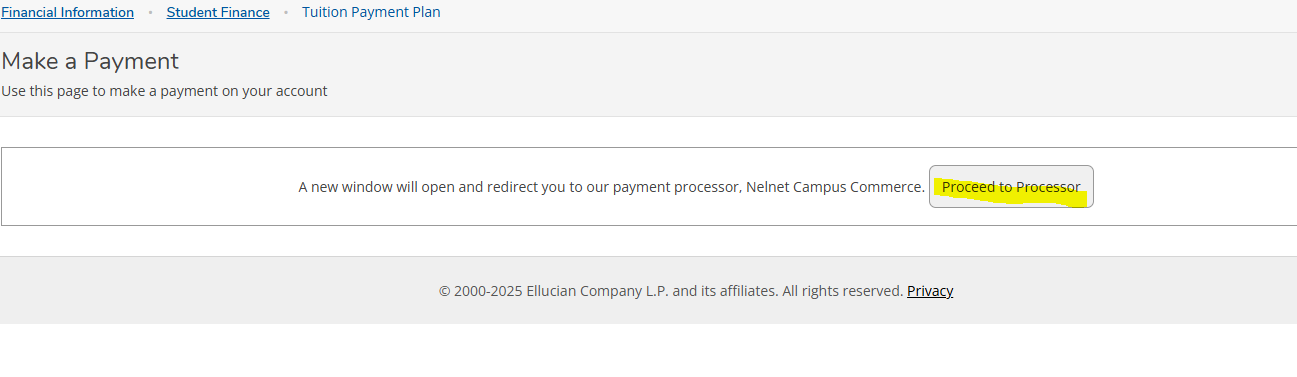 Financial Information • Student Finance • Tuition Payment Plan
Make a Payment
Use this page to make a payment on your account
A new window will open and redirect you to our payment processor, Nelnet Campus Commerce. Proceed to Processor
© 2000-2025 Ellucian Company L.P. and its affiliates. All rights reserved. Privacy